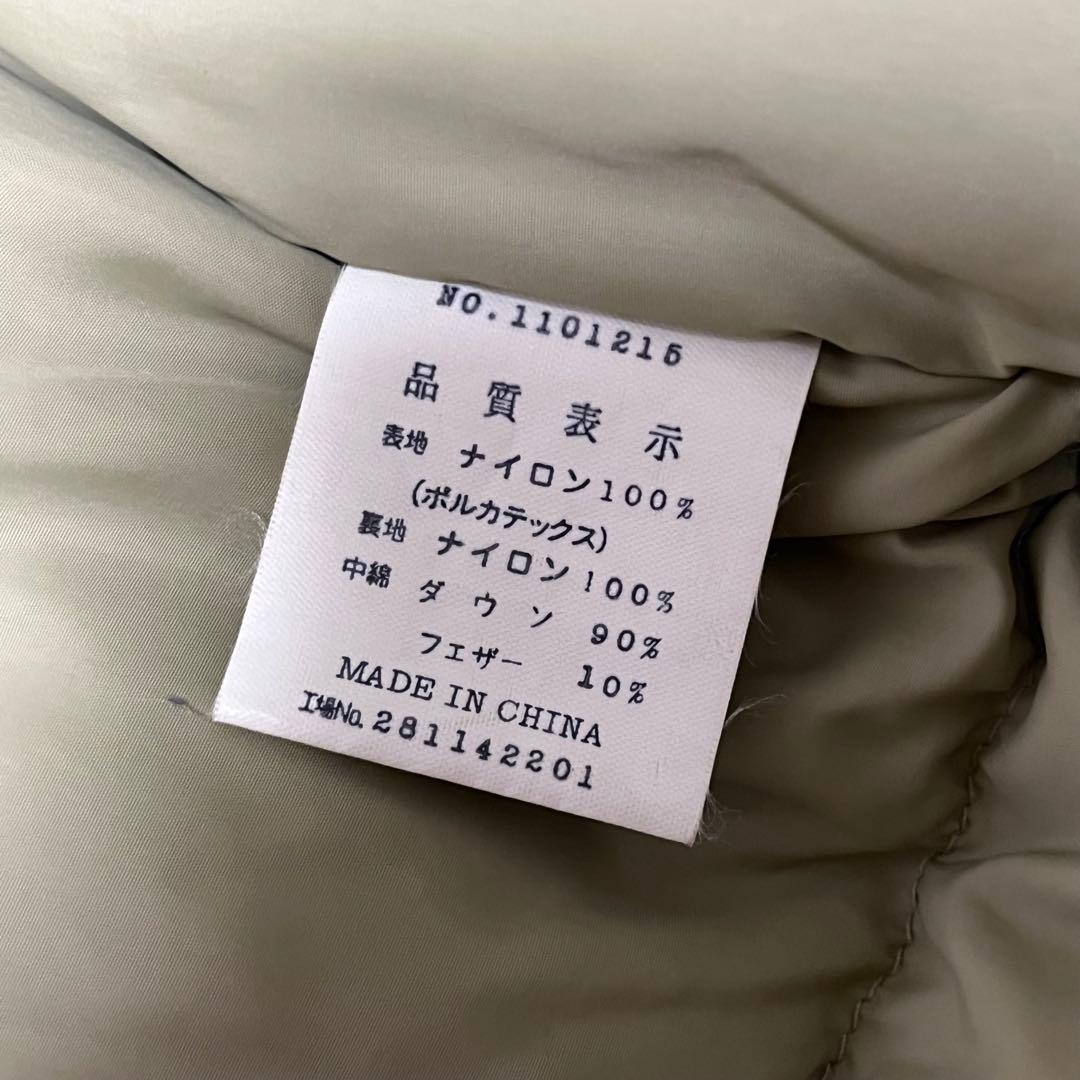 NO.1101215
品質表示
表地 ナイロン100%
(ポルカテックス)
裏地 ナイロン100%
中綿 ダウン 90%
フェザー 10%
MADE IN CHINA
工場No.281142201